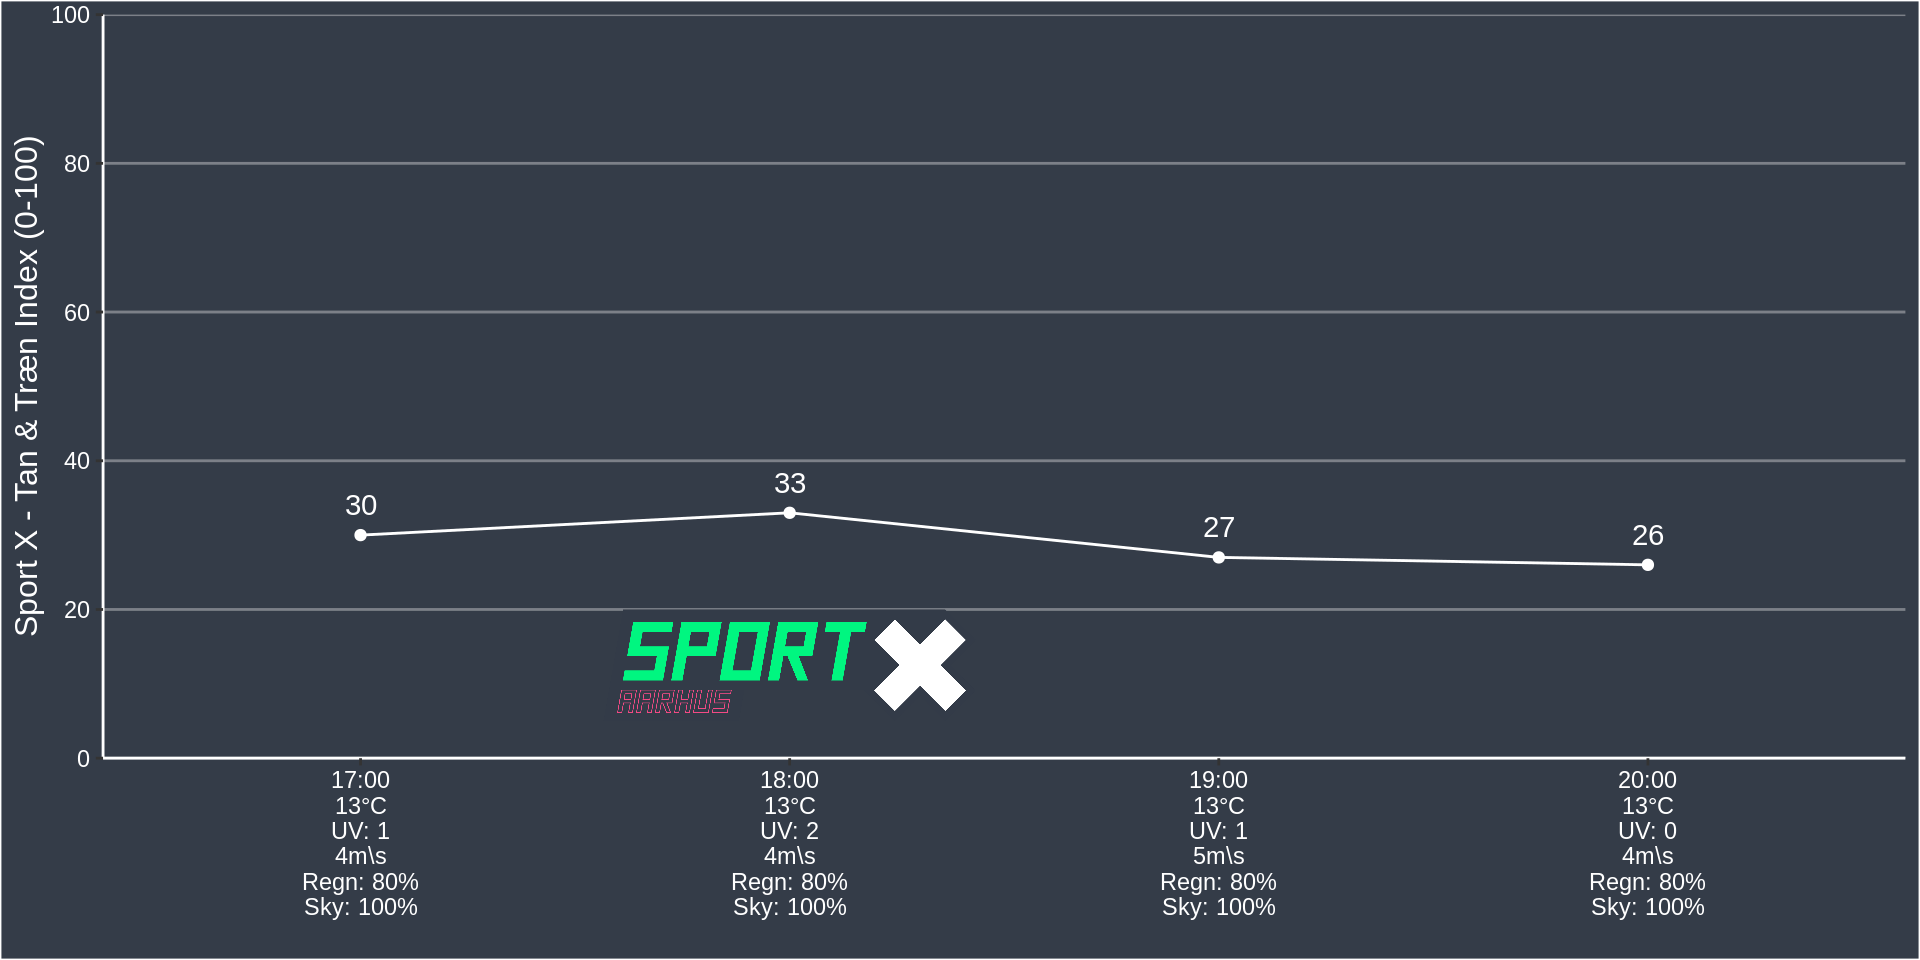 Sport X - Tan & Træn Index (0-100)
100
80
60
40
20
0
30
33
27
26
SPORT X
AARHUS
17:00
13°C
UV: 1
4m\s
Regn: 80%
Sky: 100%
18:00
13°C
UV: 2
4m\s
Regn: 80%
Sky: 100%
19:00
13°C
UV: 1
5m\s
Regn: 80%
Sky: 100%
20:00
13°C
UV: 0
4m\s
Regn: 80%
Sky: 100%